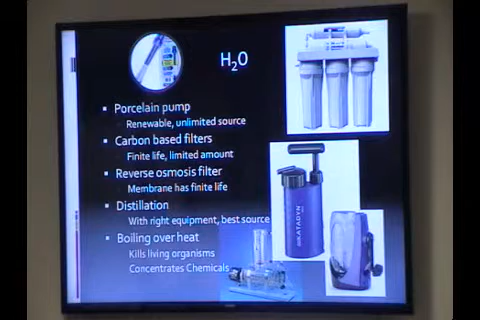 H₂O
Porcelain pump
Renewable, unlimited source
Carbon based filters
Finite life, limited amount
Reverse osmosis filter
Membrane has finite life
Distillation
With right equipment, best source
Boiling over heat
Kills living organisms
Concentrates Chemicals
KATADYN